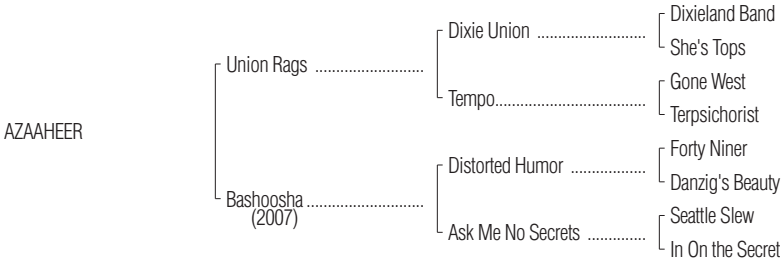 Dixieland Band
Dixie Union ..........................
She's Tops
Union Rags ..........................
Gone West
Tempo....................................
Terpsichorist
AZAAHEER
Forty Niner
Distorted Humor ..................
Danzig's Beauty
Bashoosha ............................
(2007)
Seattle Slew
Ask Me No Secrets ..............
In On the Secret